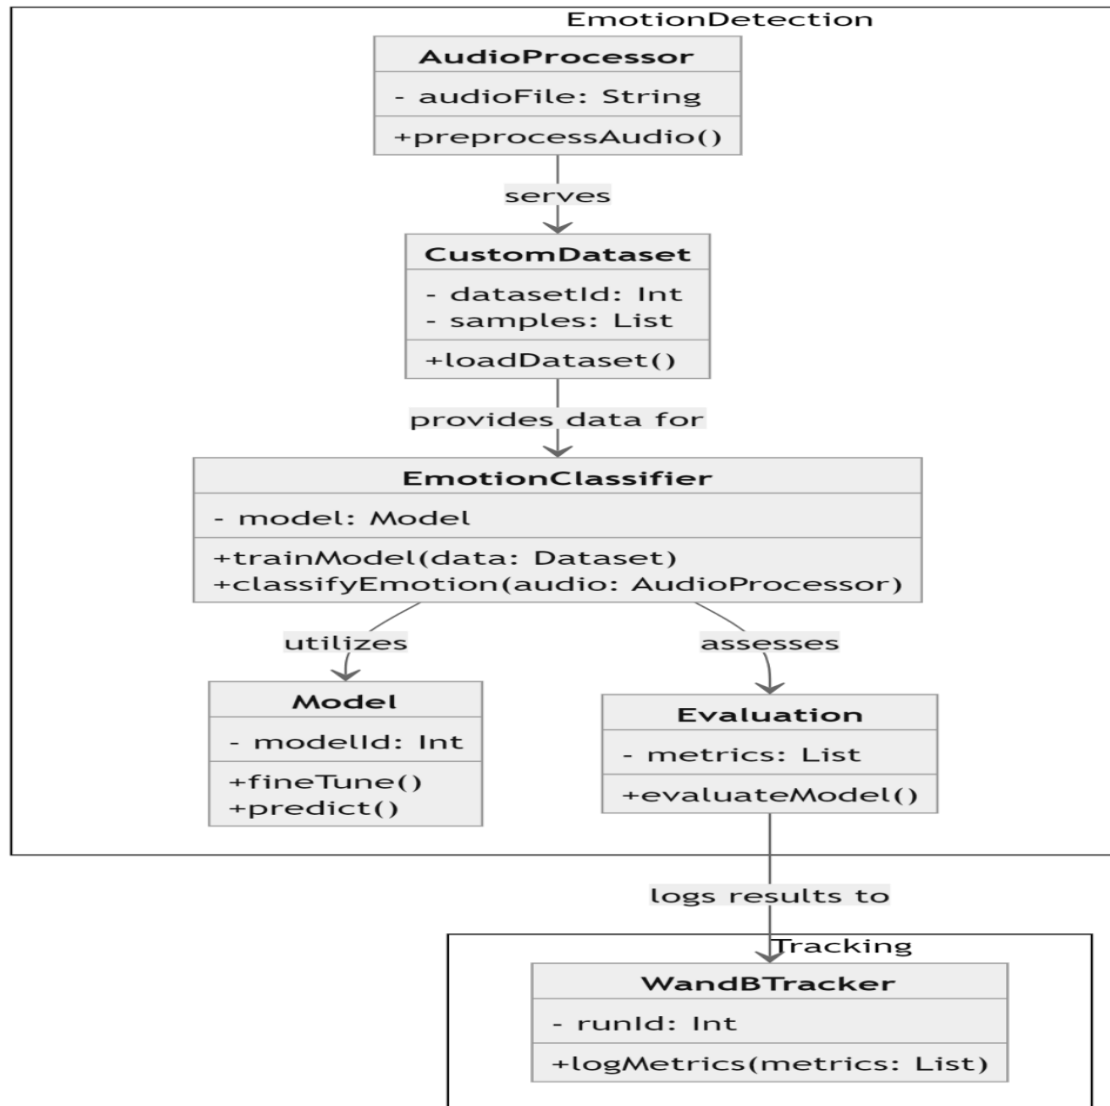 EmotionDetection
AudioProcessor
- audioFile: String
+preprocessAudio()
serves
CustomDataset
- datasetId: Int
- samples: List
+loadDataset()
provides data for
EmotionClassifier
- model: Model
+trainModel(data: Dataset)
+classifyEmotion(audio: AudioProcessor)
utilizes
assesses
Model
- modelId: Int
+fineTune()
+predict()
Evaluation
- metrics: List
+evaluateModel()
logs results to
Tracking
WandBTracker
- runId: Int
+logMetrics(metrics: List)